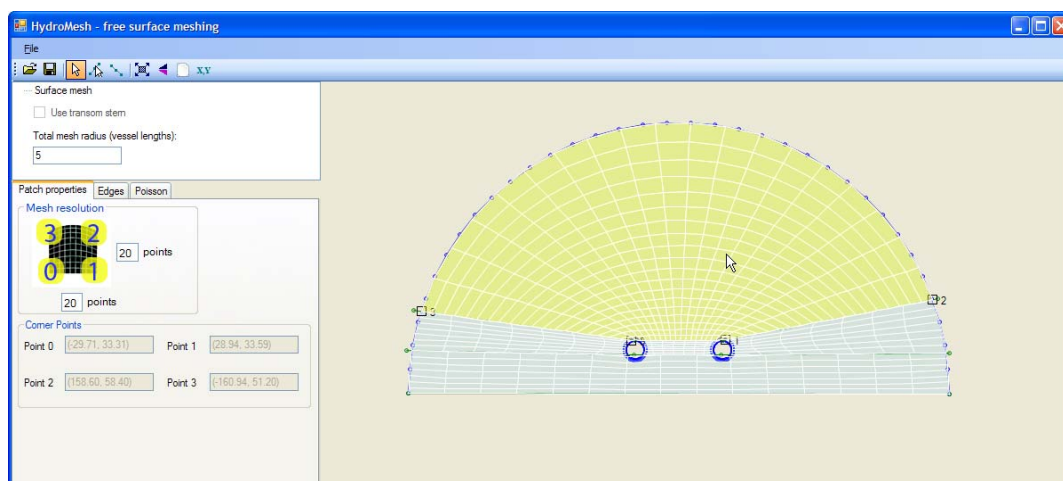 HydroMesh - free surface meshing
File
X,Y
Surface mesh
Use transom stern
Total mesh radius (vessel lengths):
5
Patch properties Edges Poisson
Mesh resolution
3 2
20 points
0 1
20 points
Corner Points
Point 0 (-29.71, 33.31) Point 1 (28.94, 33.59)
Point 2 (158.60, 58.40) Point 3 (-160.94, 51.20)
2
3